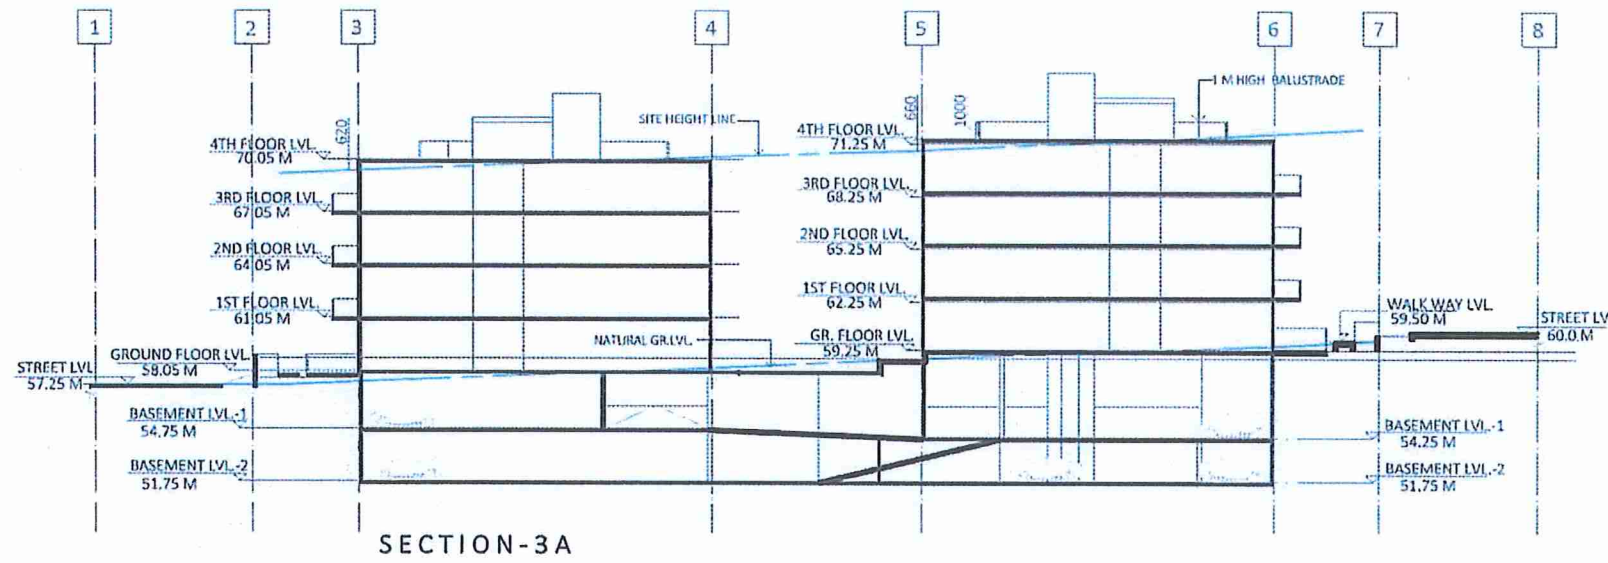 1 2 3 4 5 6 7 8
1 M HIGH BALUSTRADE
620
SITE HEIGHT LINE
660
1000
4TH FLOOR LVL.
70.05 M
4TH FLOOR LVL.
71.25 M
3RD FLOOR LVL.
67.05 M
3RD FLOOR LVL.
68.25 M
2ND FLOOR LVL.
64.05 M
2ND FLOOR LVL.
65.25 M
1ST FLOOR LVL.
61.05 M
1ST FLOOR LVL.
62.25 M
WALK WAY LVL.
59.50 M
STREET LV
60.0.M
NATURAL GR.LVL.
GR. FLOOR LVL.
59.25 M
GROUND FLOOR LVL.
58.05 M
STREET LVL
57.25 M
BASEMENT LVL.-1
54.75 M
BASEMENT LVL.-1
54.25 M
BASEMENT LVL.-2
51.75 M
BASEMENT LVL.-2
51.75 M
SECTION-3A